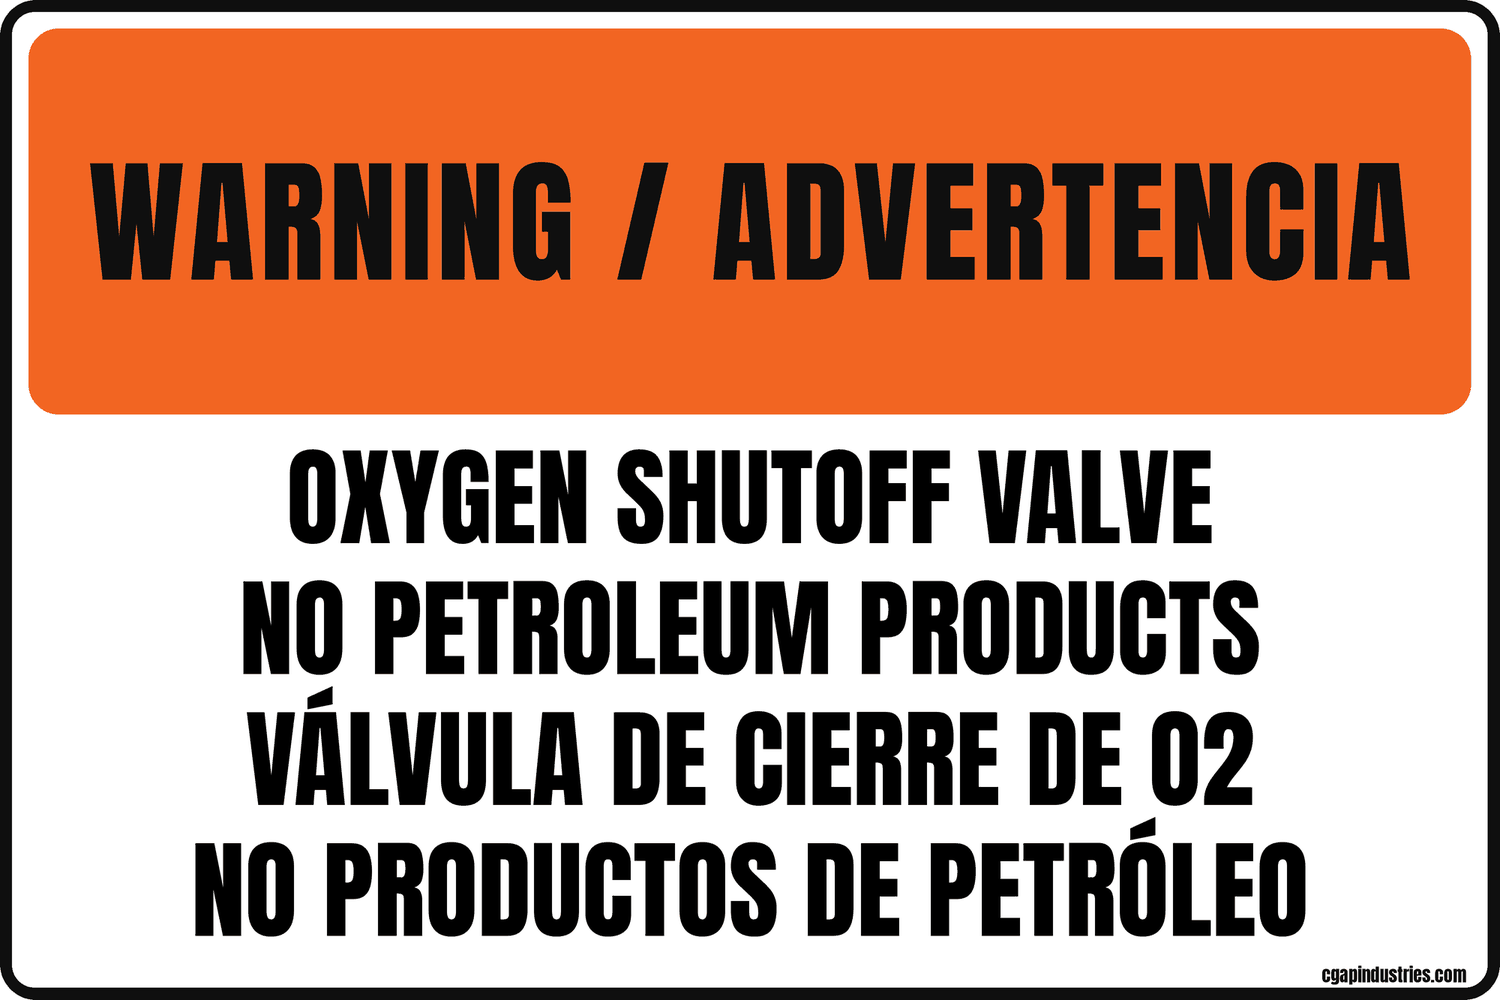 WARNING / ADVERTENCIA
OXYGEN SHUTOFF VALVE
NO PETROLEUM PRODUCTS
VÁLVULA DE CIERRE DE O2
NO PRODUCTOS DE PETRÓLEO
cgapindustries.com